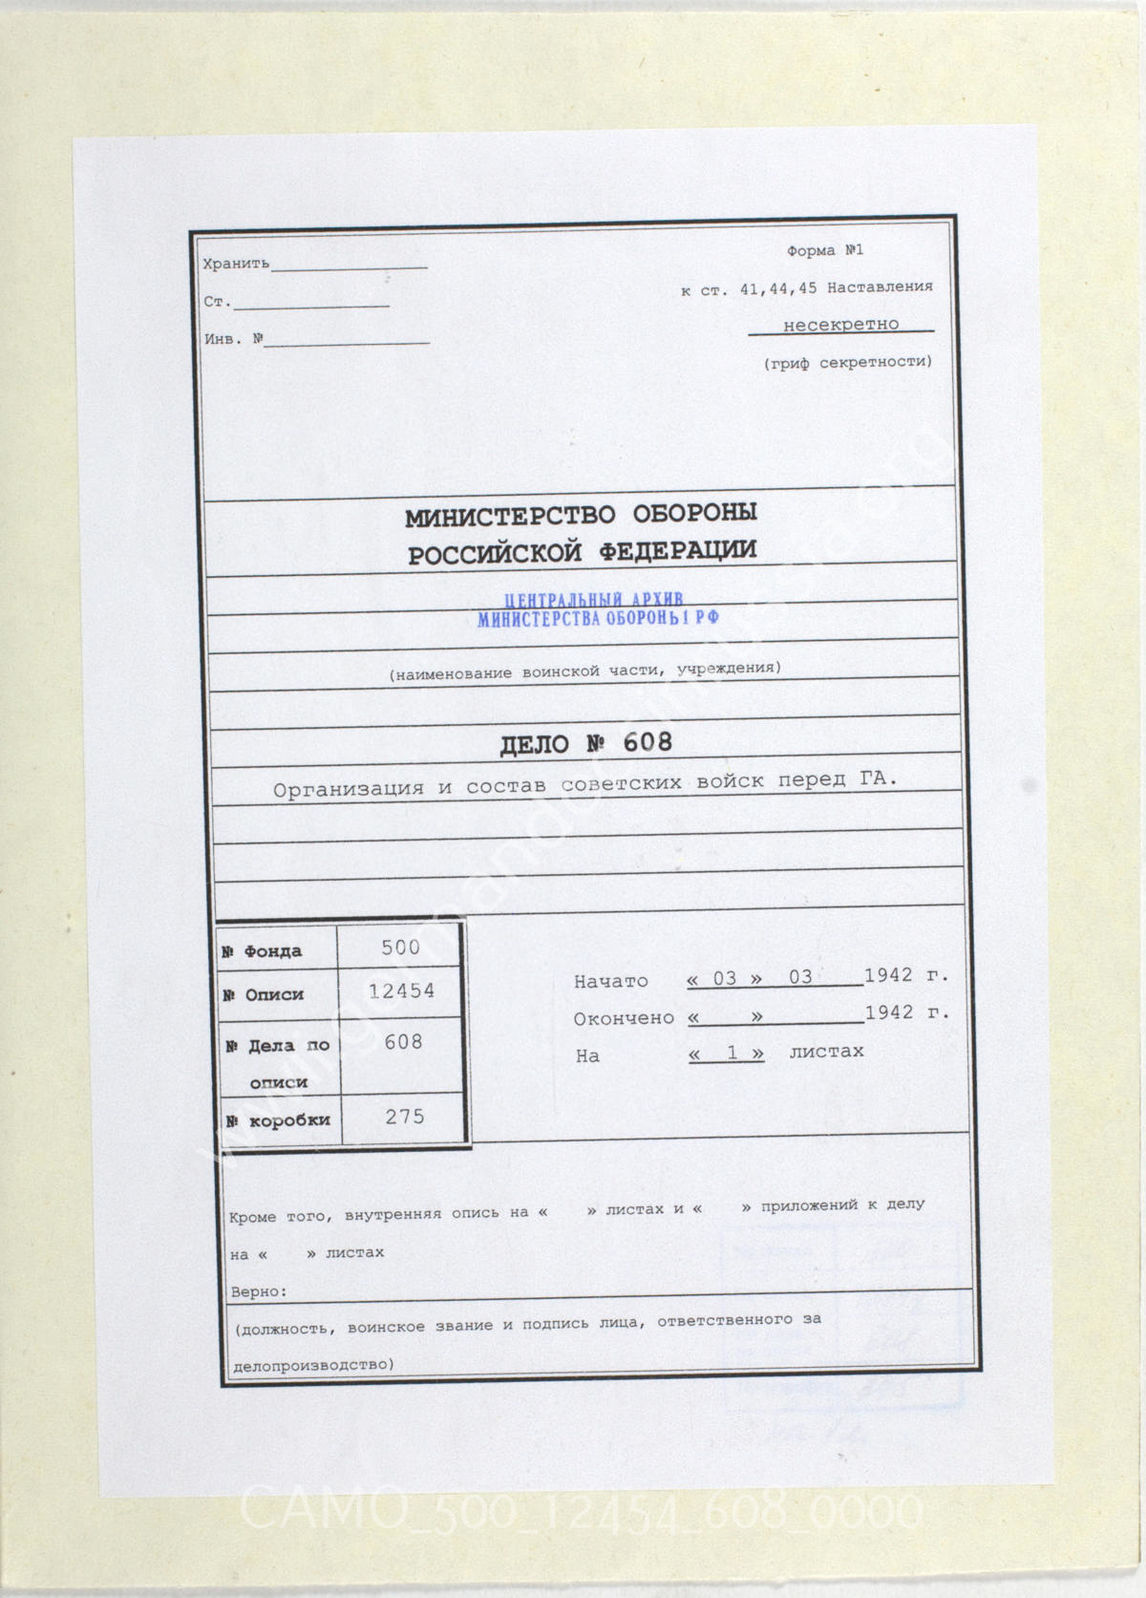 Хранить
Форма №1
Ст.
к ст. 41,44,45 Наставления
Инв. №
несекретно
(гриф секретности)
МИНИСТЕРСТВО ОБОРОНЫ
РОССИЙСКОЙ ФЕДЕРАЦИИ
ЦЕНТРАЛЬНЫЙ АРХИВ
МИНИСТЕРСТВА ОБОРОНЫ РФ
(наименование воинской части, учреждения)
ДЕЛО № 608
Организация и состав советских войск перед ГА.
№ Фонда 500
№ Описи 12454
№ Дела по описи 608
№ коробки 275
Начато « 03 » 03 1942 г.
Окончено « » 1942 г.
На « 1 » листах
Кроме того, внутренняя опись на « » листах и « » приложений к делу
на « » листах
Верно:
(должность, воинское звание и подпись лица, ответственного за
делопроизводство)
CAMO_500_12454_608_0000